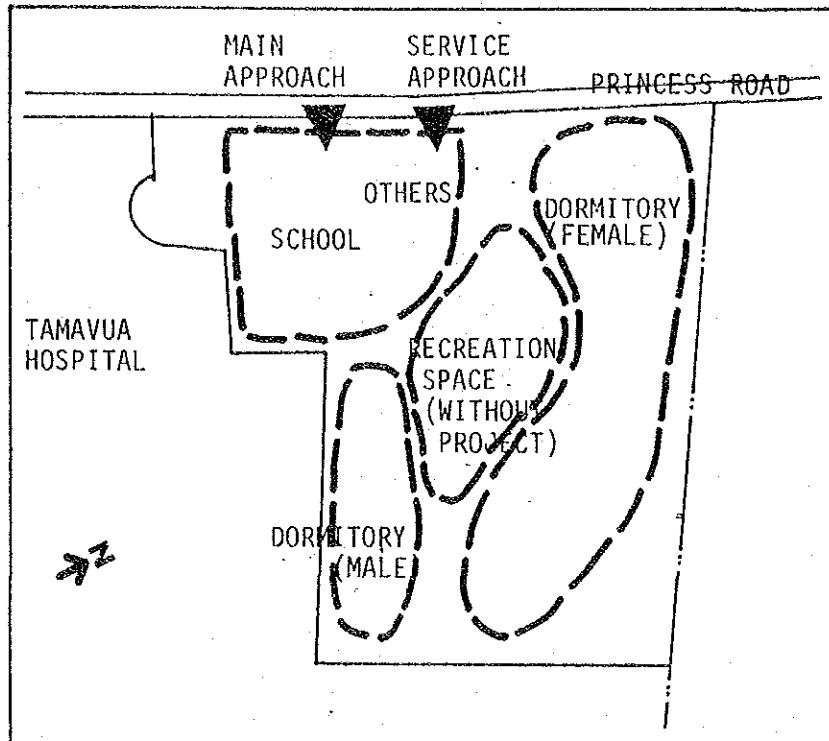 MAIN
APPROACH
SERVICE
APPROACH
PRINCESS ROAD
OTHERS
SCHOOL
DORMITORY
(FEMALE)
TAMAVUA
HOSPITAL
RECREATION
SPACE
(WITHOUT
PROJECT)
DORMITORY
(MALE
N